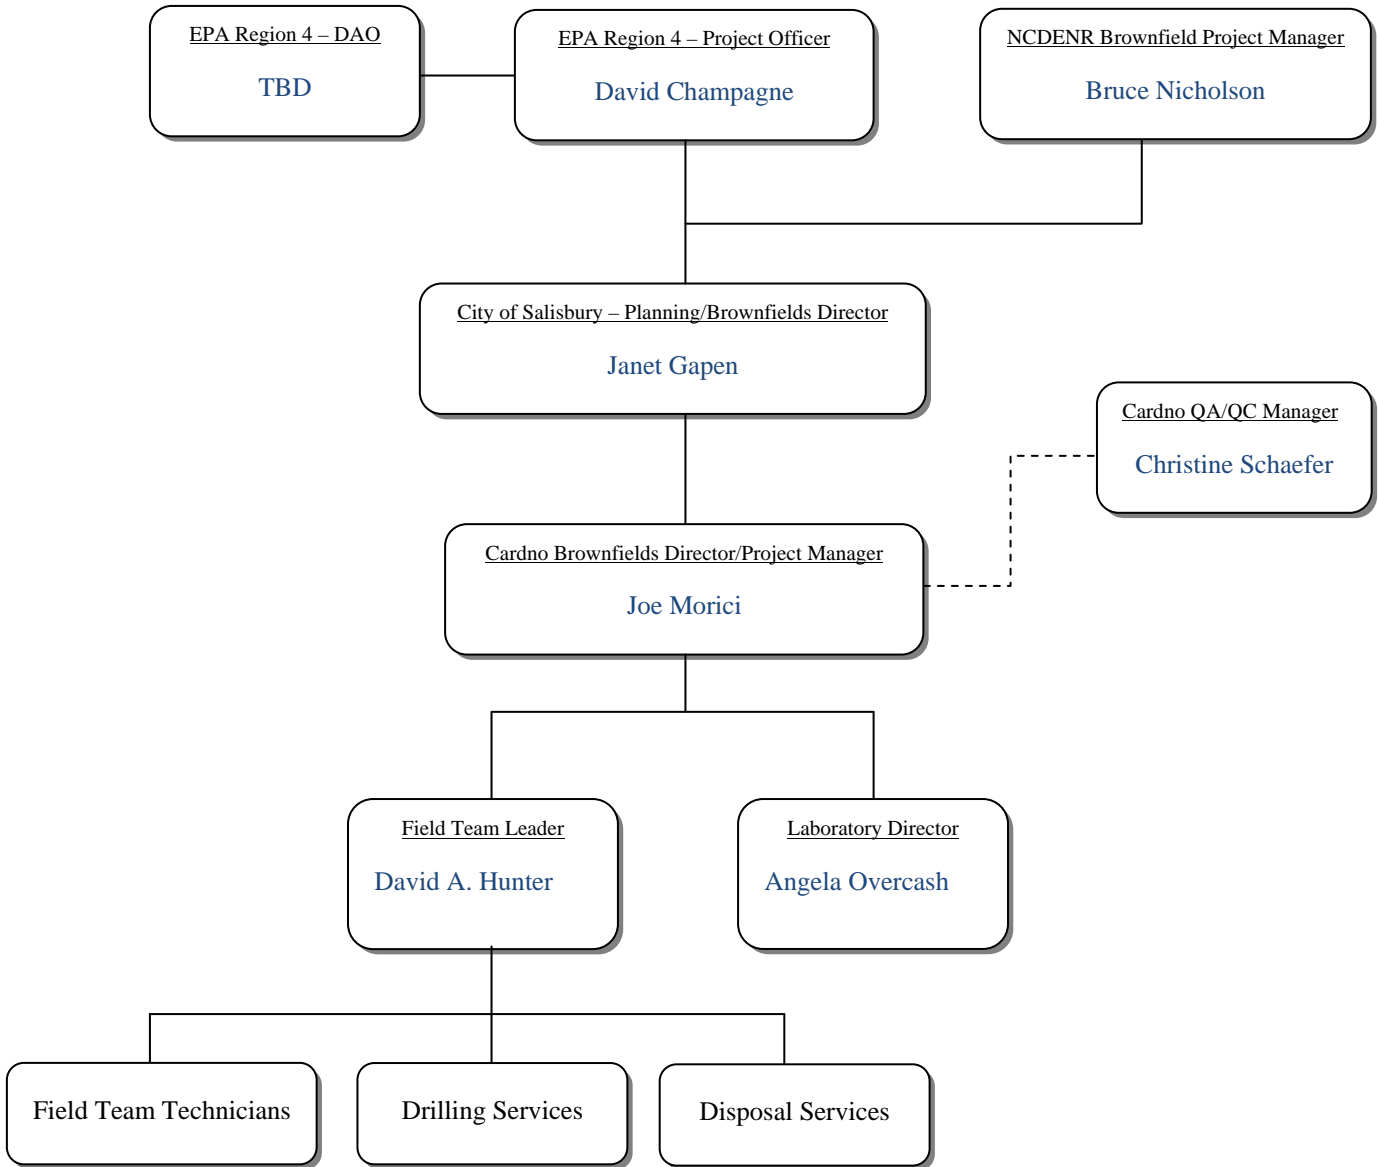 EPA Region 4 – DAO
TBD
EPA Region 4 – Project Officer
David Champagne
NCDENR Brownfield Project Manager
Bruce Nicholson
City of Salisbury – Planning/Brownfields Director
Janet Gapen
Cardno QA/QC Manager
Christine Schaefer
Cardno Brownfields Director/Project Manager
Joe Morici
Field Team Leader
David A. Hunter
Laboratory Director
Angela Overcash
Field Team Technicians
Drilling Services
Disposal Services